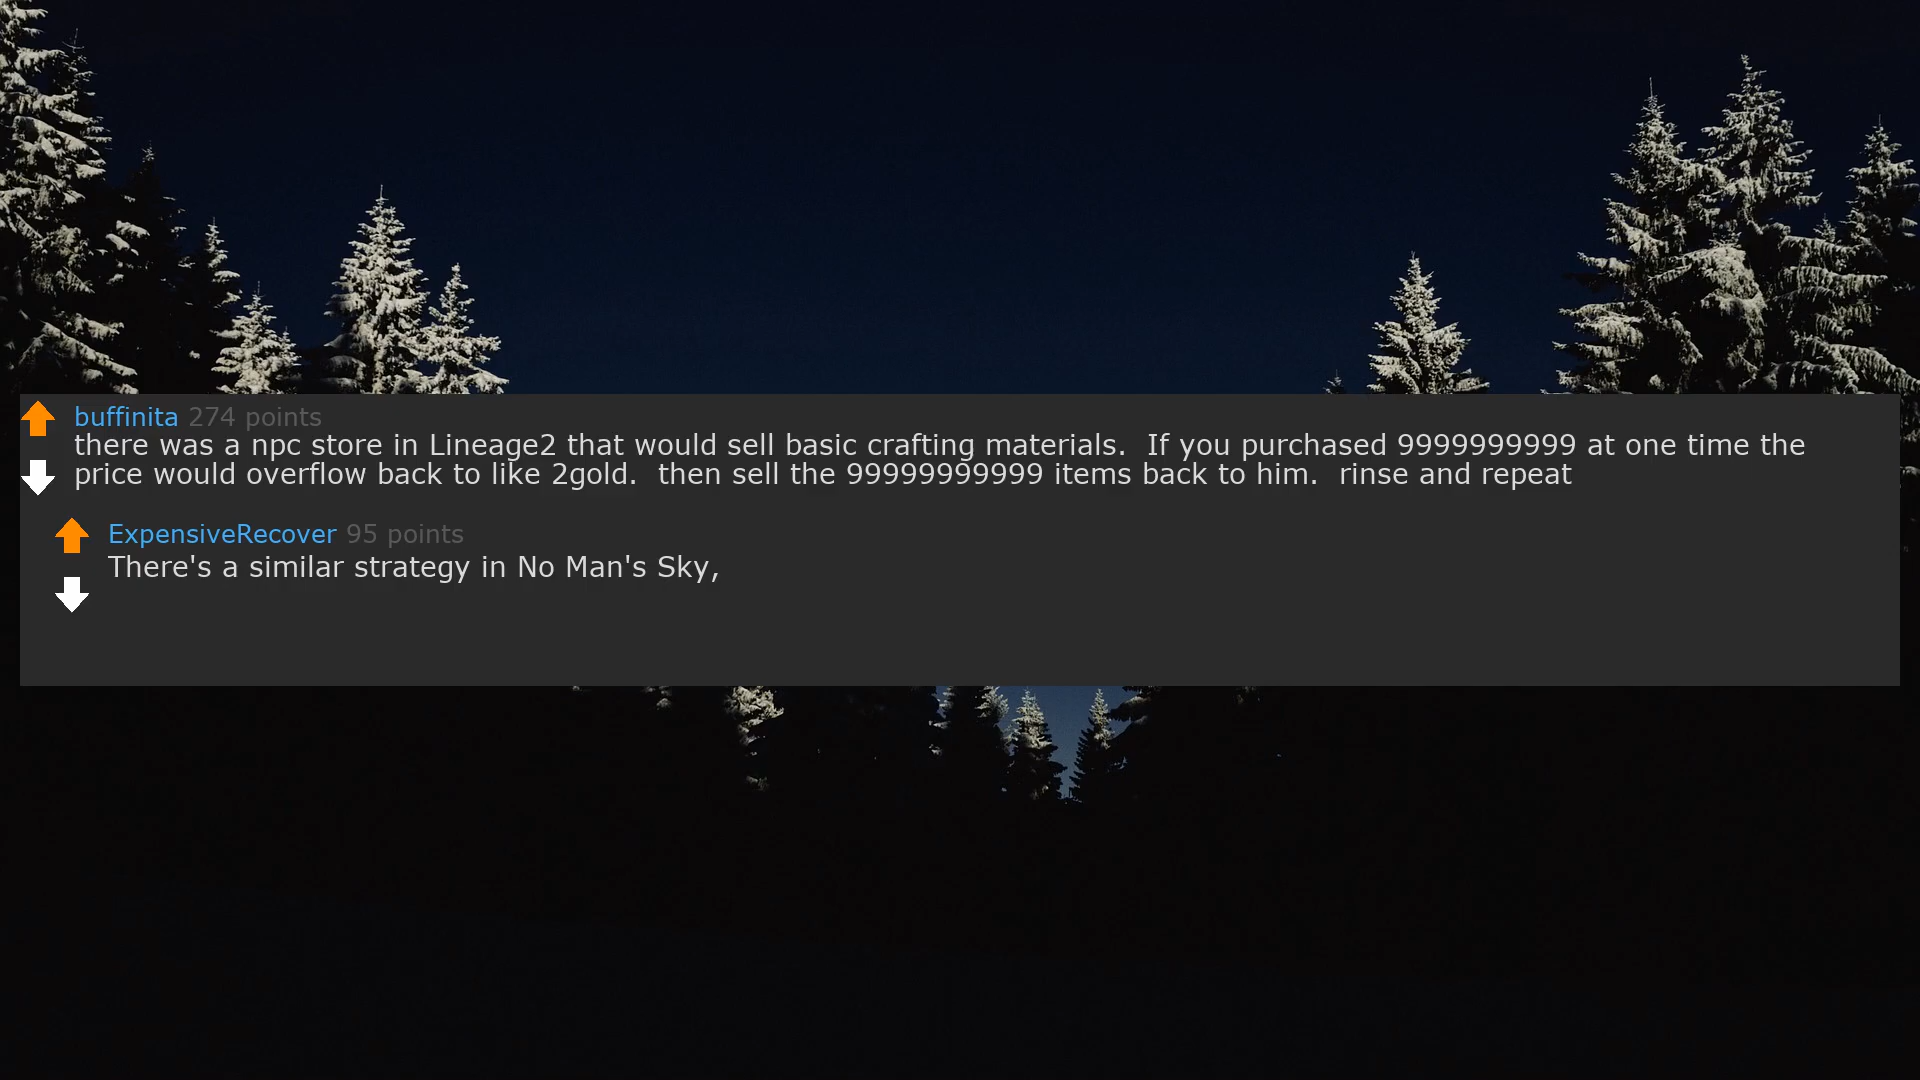 buffinita 274 points
there was a npc store in Lineage2 that would sell basic crafting materials.  If you purchased 9999999999 at one time the
price would overflow back to like 2gold.  then sell the 99999999999 items back to him.  rinse and repeat
ExpensiveRecover 95 points
There's a similar strategy in No Man's Sky,